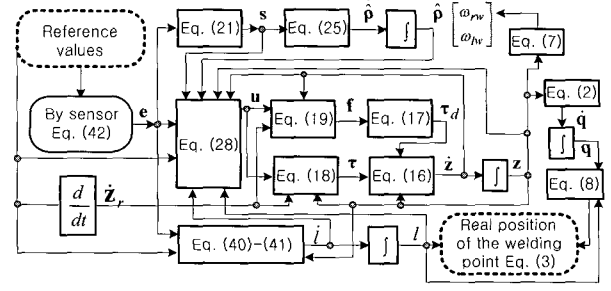 Reference
values
Eq. (21)
s
Eq. (25)
ρ̂̇
∫
ρ̂
ω_rw
ω_lw
Eq. (7)
By sensor
Eq. (42)
e
Eq. (28)
u
Eq. (19)
f
Eq. (17)
τ_d
Eq. (2)
q̇
∫
q
Eq. (18)
τ
Eq. (16)
ż
∫
z
Eq. (8)
d
dt
ż_r
Eq. (40)-(41)
l̇
∫
l
Real position
of the welding
point Eq. (3)